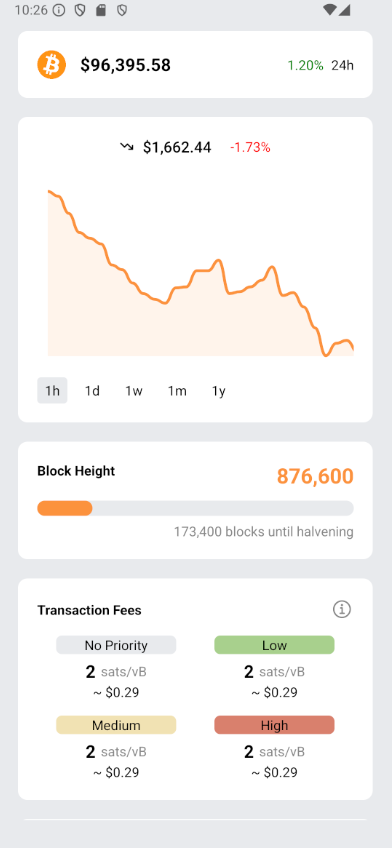 10:26
$96,395.58 1.20% 24h
$1,662.44 -1.73%
1h 1d 1w 1m 1y
Block Height 876,600
173,400 blocks until halvening
Transaction Fees
No Priority Low
2 sats/vB 2 sats/vB
~ $0.29 ~ $0.29
Medium High
2 sats/vB 2 sats/vB
~ $0.29 ~ $0.29